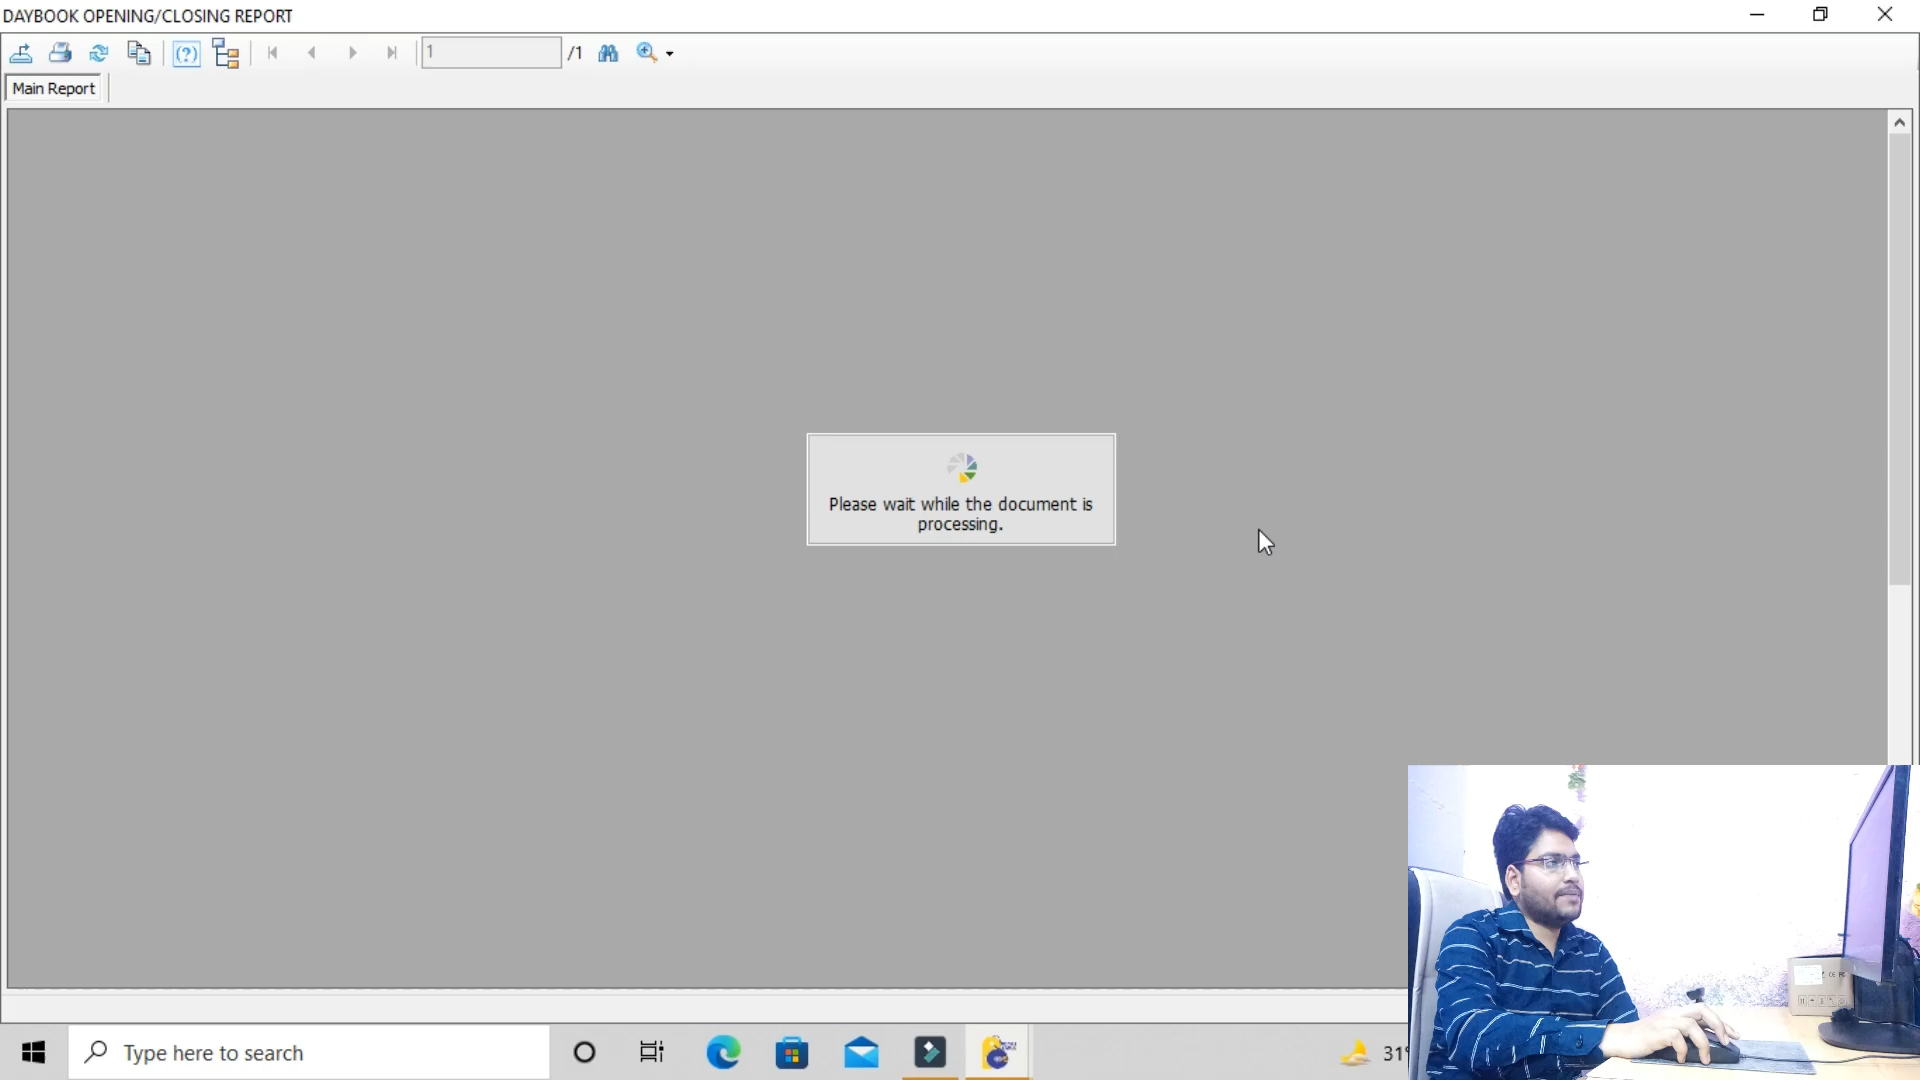 DAYBOOK OPENING/CLOSING REPORT
1
/1
Main Report
Please wait while the document is
processing.
Type here to search
31°